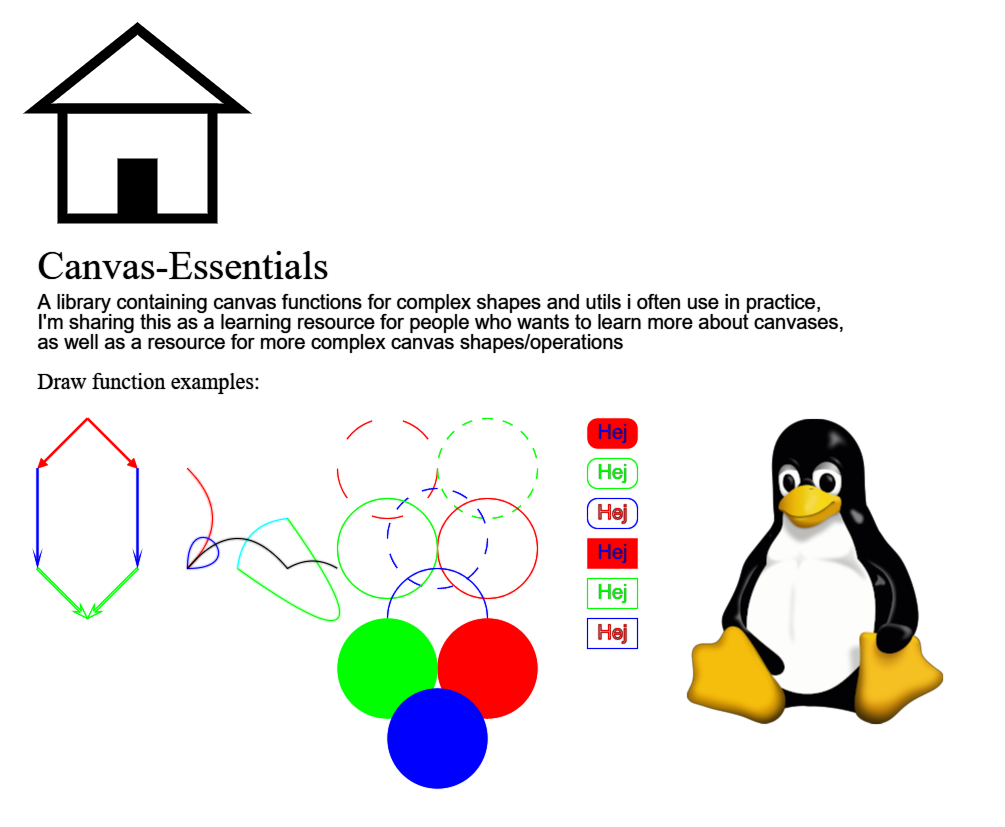 Canvas-Essentials
A library containing canvas functions for complex shapes and utils i often use in practice,
I'm sharing this as a learning resource for people who wants to learn more about canvases,
as well as a resource for more complex canvas shapes/operations
Draw function examples:
Hej
Hej
Hej
Hej
Hej
Hej